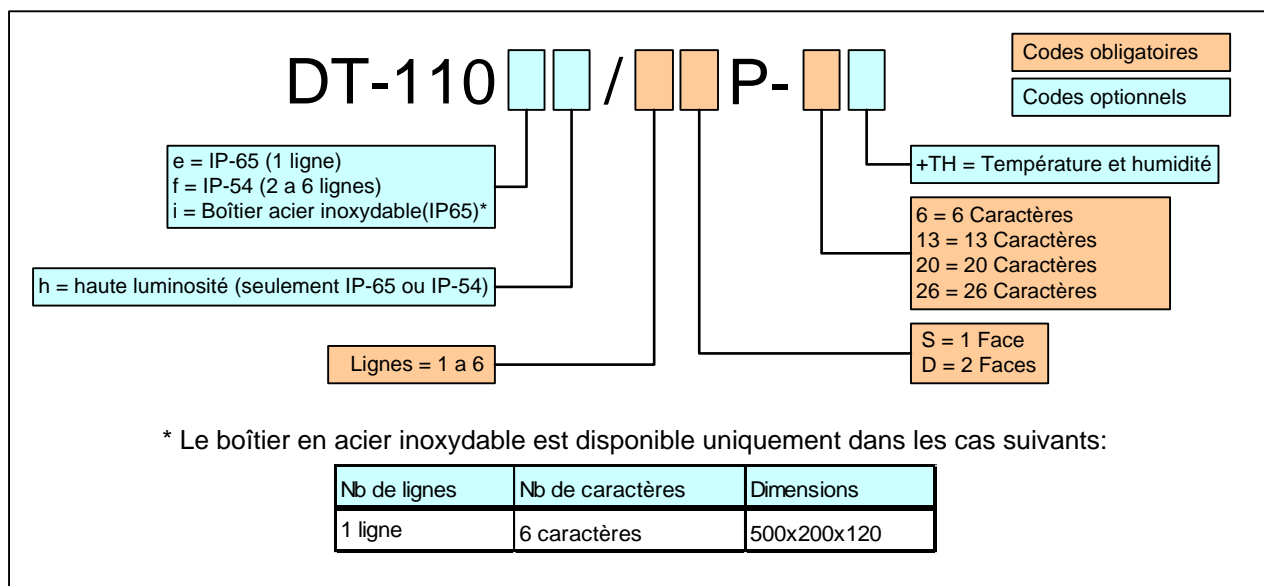 DT-110 / P-
Codes obligatoires
Codes optionnels
e = IP-65 (1 ligne)
f = IP-54 (2 a 6 lignes)
i = Boîtier acier inoxydable(IP65)*
+TH = Température et humidité
6 = 6 Caractères
13 = 13 Caractères
20 = 20 Caractères
26 = 26 Caractères
h = haute luminosité (seulement IP-65 ou IP-54)
Lignes = 1 a 6
S = 1 Face
D = 2 Faces
* Le boîtier en acier inoxydable est disponible uniquement dans les cas suivants:
Nb de lignes Nb de caractères Dimensions
1 ligne 6 caractères 500x200x120